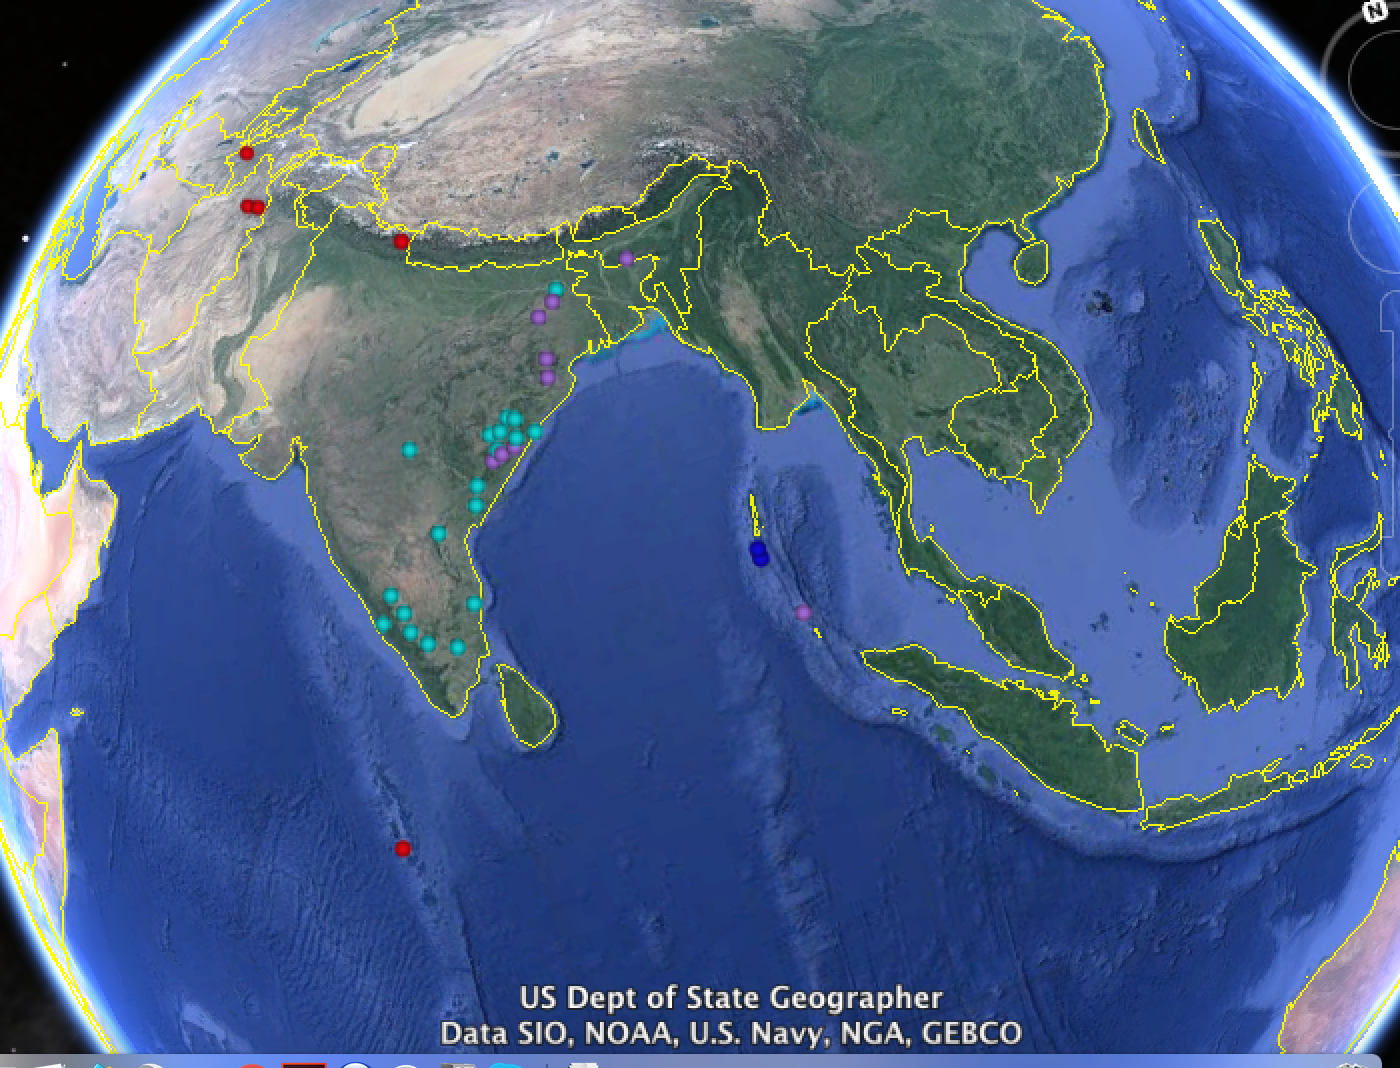 N
US Dept of State Geographer
Data SIO, NOAA, U.S. Navy, NGA, GEBCO